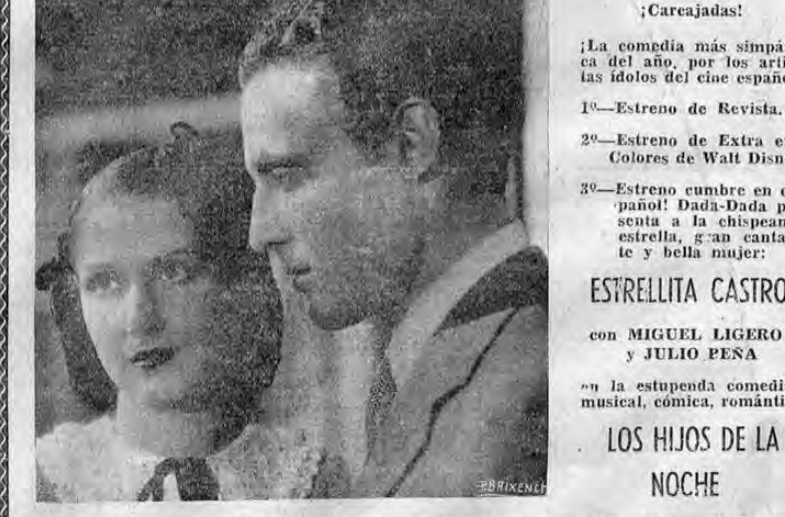 ¡Carcajadas!
¡La comedia más simpá
ca del año, por los arti
tas ídolos del cine españo
1º—Estreno de Revista.
2º—Estreno de Extra e
Colores de Walt Disn
3º—Estreno cumbre en e
pañol! Dada-Dada p
senta a la chispean
estrella, gran canta
te y bella mujer:
ESTRELLITA CASTRO
con MIGUEL LIGERO
y JULIO PEÑA
en la estupenda comedi
musical, cómica, románti
LOS HIJOS DE LA
NOCHE